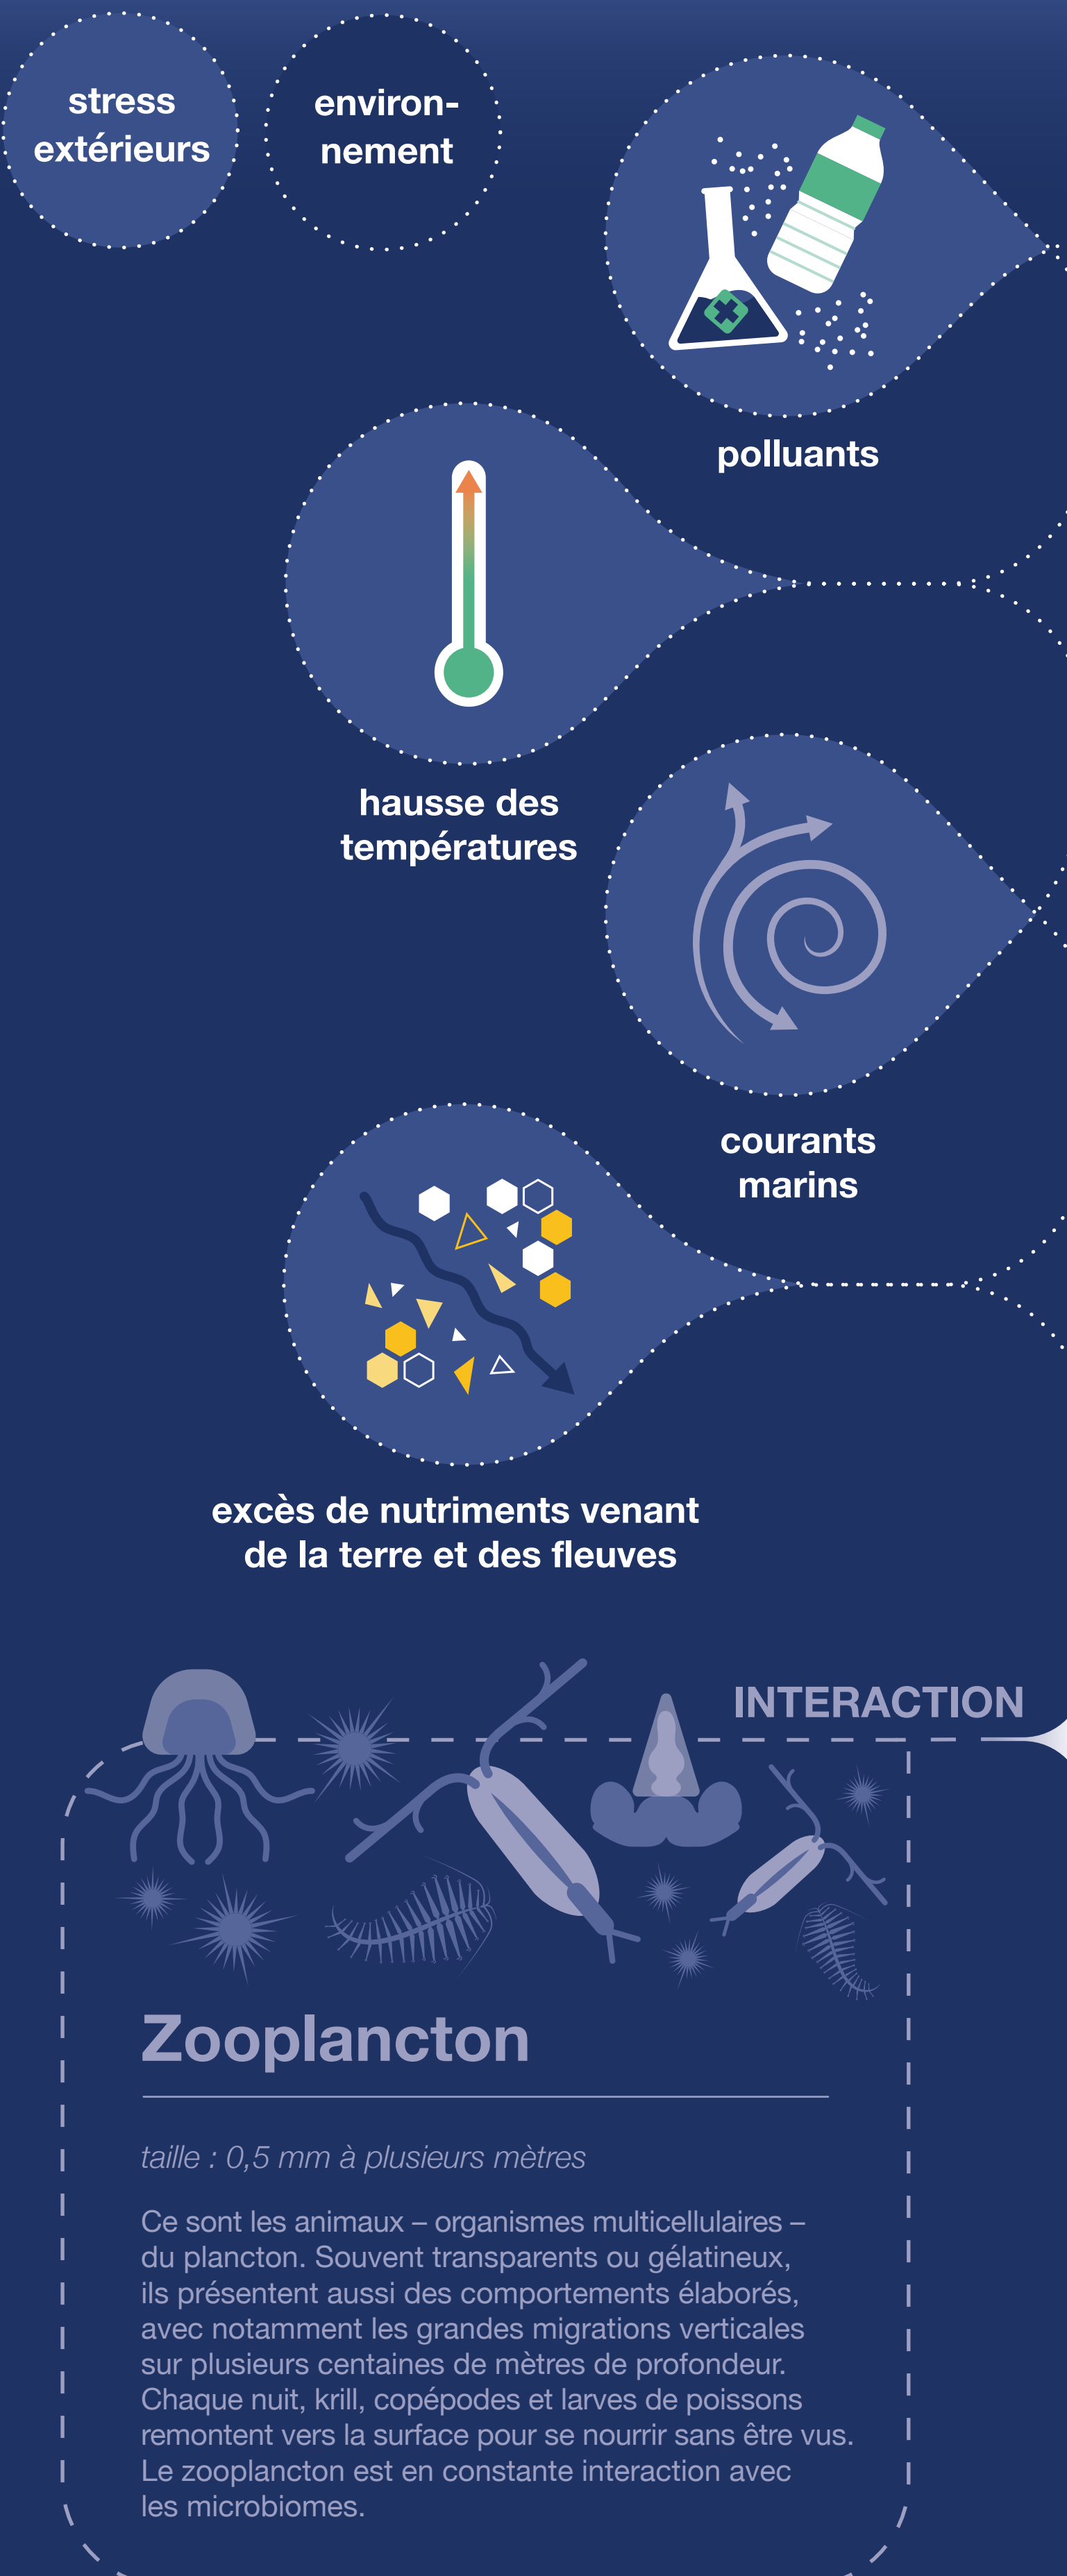 stress
extérieurs
environ-
nement
polluants
hausse des
températures
courants
marins
excès de nutriments venant
de la terre et des fleuves
INTERACTION
Zooplancton
taille : 0,5 mm à plusieurs mètres
Ce sont les animaux – organismes multicellulaires –
du plancton. Souvent transparents ou gélatineux,
ils présentent aussi des comportements élaborés,
avec notamment les grandes migrations verticales
sur plusieurs centaines de mètres de profondeur.
Chaque nuit, krill, copépodes et larves de poissons
remontent vers la surface pour se nourrir sans être vus.
Le zooplancton est en constante interaction avec
les microbiomes.